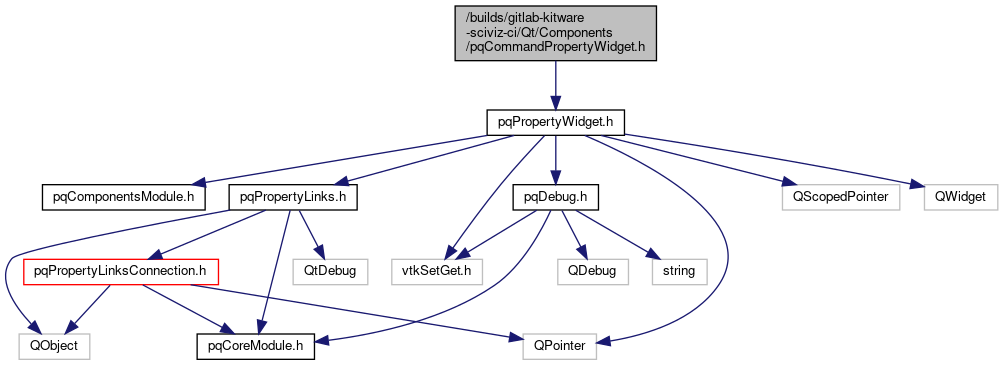 /builds/gitlab-kitware
-sciviz-ci/Qt/Components
/pqCommandPropertyWidget.h
pqPropertyWidget.h
pqComponentsModule.h
pqPropertyLinks.h
pqDebug.h
QScopedPointer
QWidget
pqPropertyLinksConnection.h
QtDebug
vtkSetGet.h
QDebug
string
QObject
pqCoreModule.h
QPointer